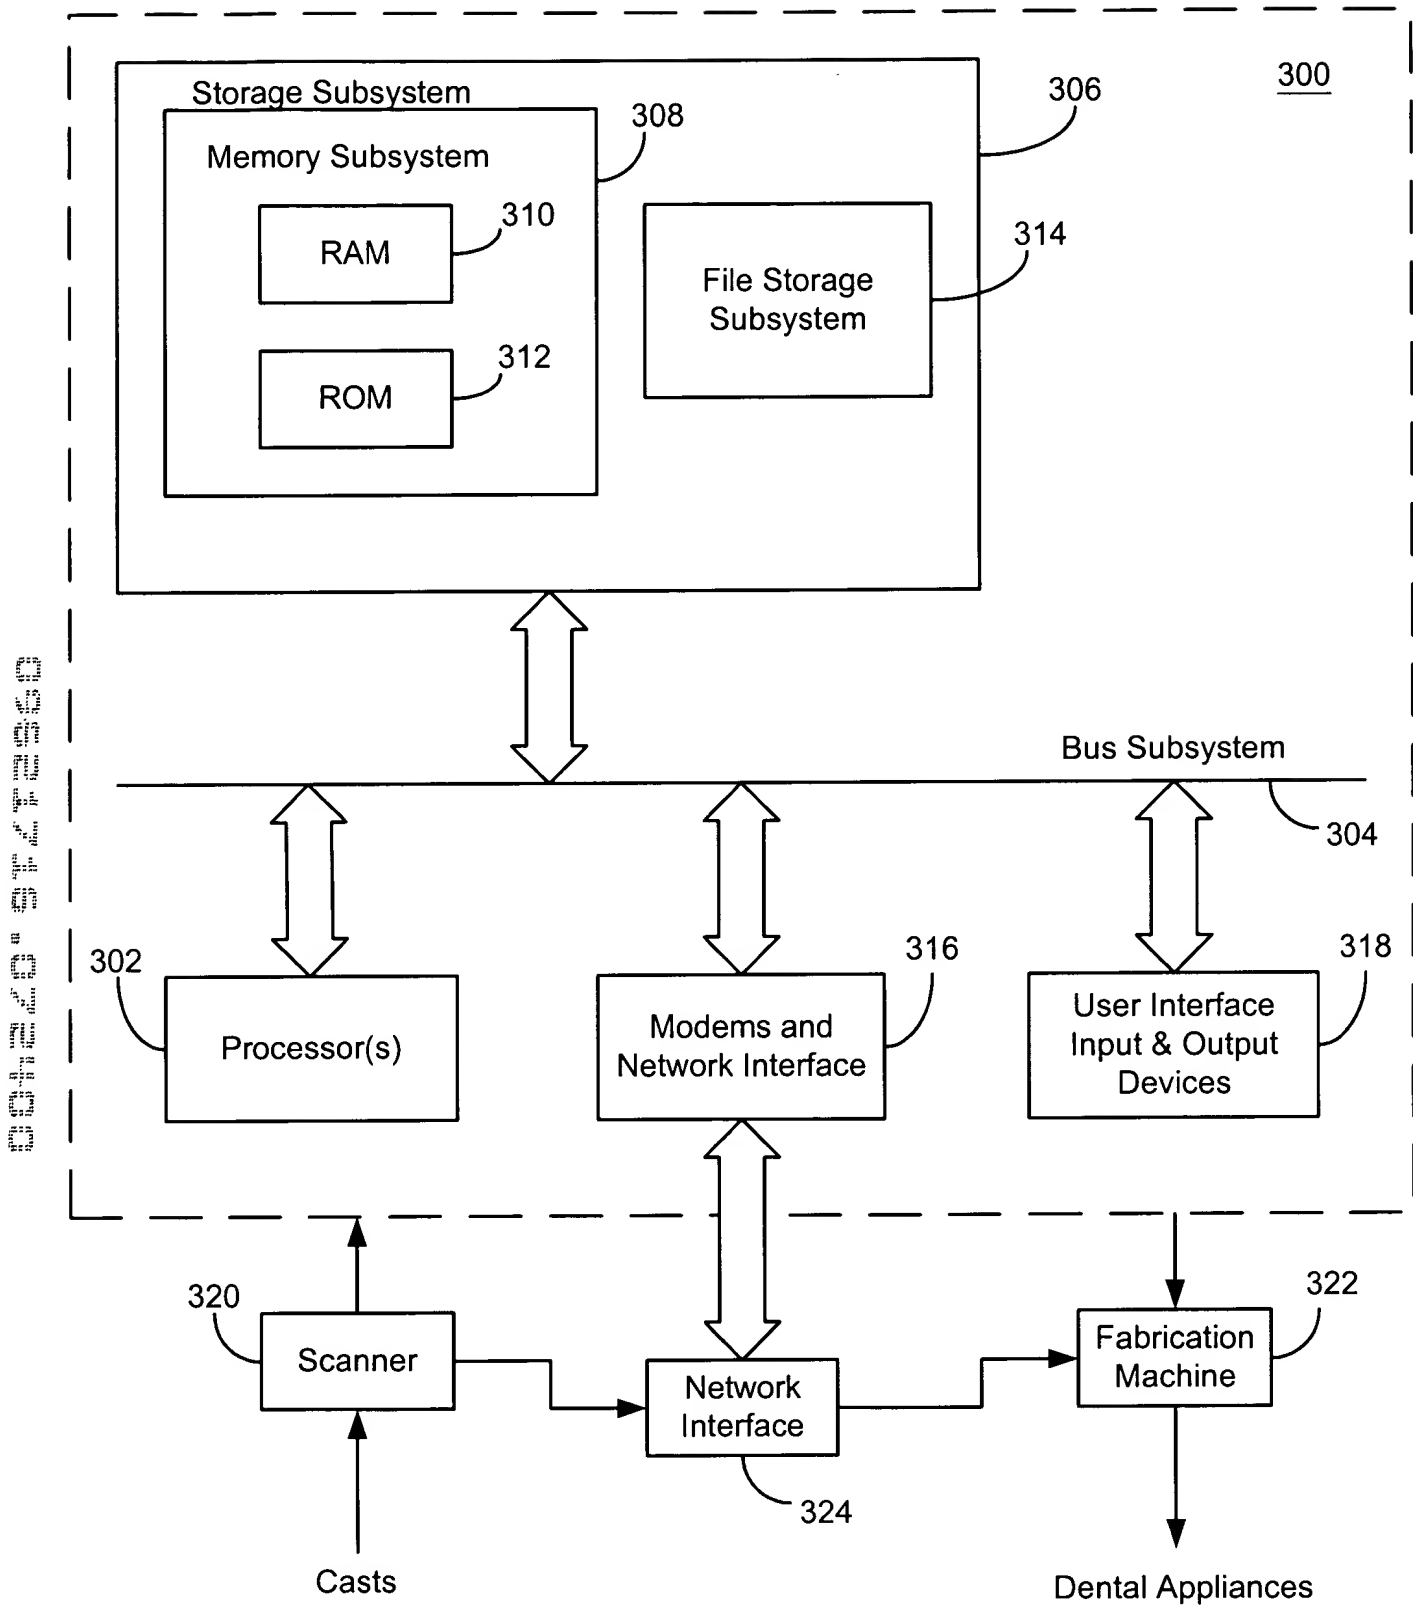 300
Storage Subsystem
306
308
Memory Subsystem
310
RAM
314
File Storage
Subsystem
312
ROM
Bus Subsystem
304
302
Processor(s)
316
Modems and
Network Interface
318
User Interface
Input & Output
Devices
320
Scanner
322
Fabrication
Machine
Network
Interface
324
Casts
Dental Appliances